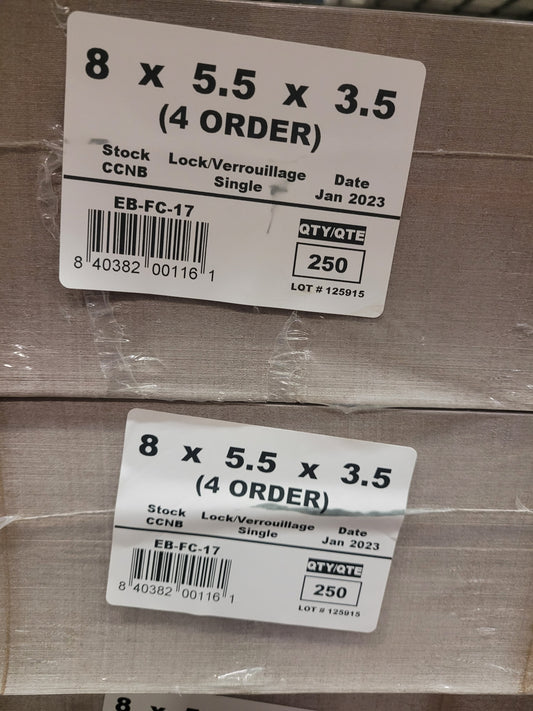 8 x 5.5 x 3.5
(4 ORDER)
Stock CCNB
Lock/Verrouillage Single
Date Jan 2023
EB-FC-17
8 40382 00116 1
QTY/QTE
250
LOT # 125915
8 x 5.5 x 3.5
(4 ORDER)
Stock CCNB
Lock/Verrouillage Single
Date Jan 2023
EB-FC-17
8 40382 00116 1
QTY/QTE
250
LOT # 125915
8 x